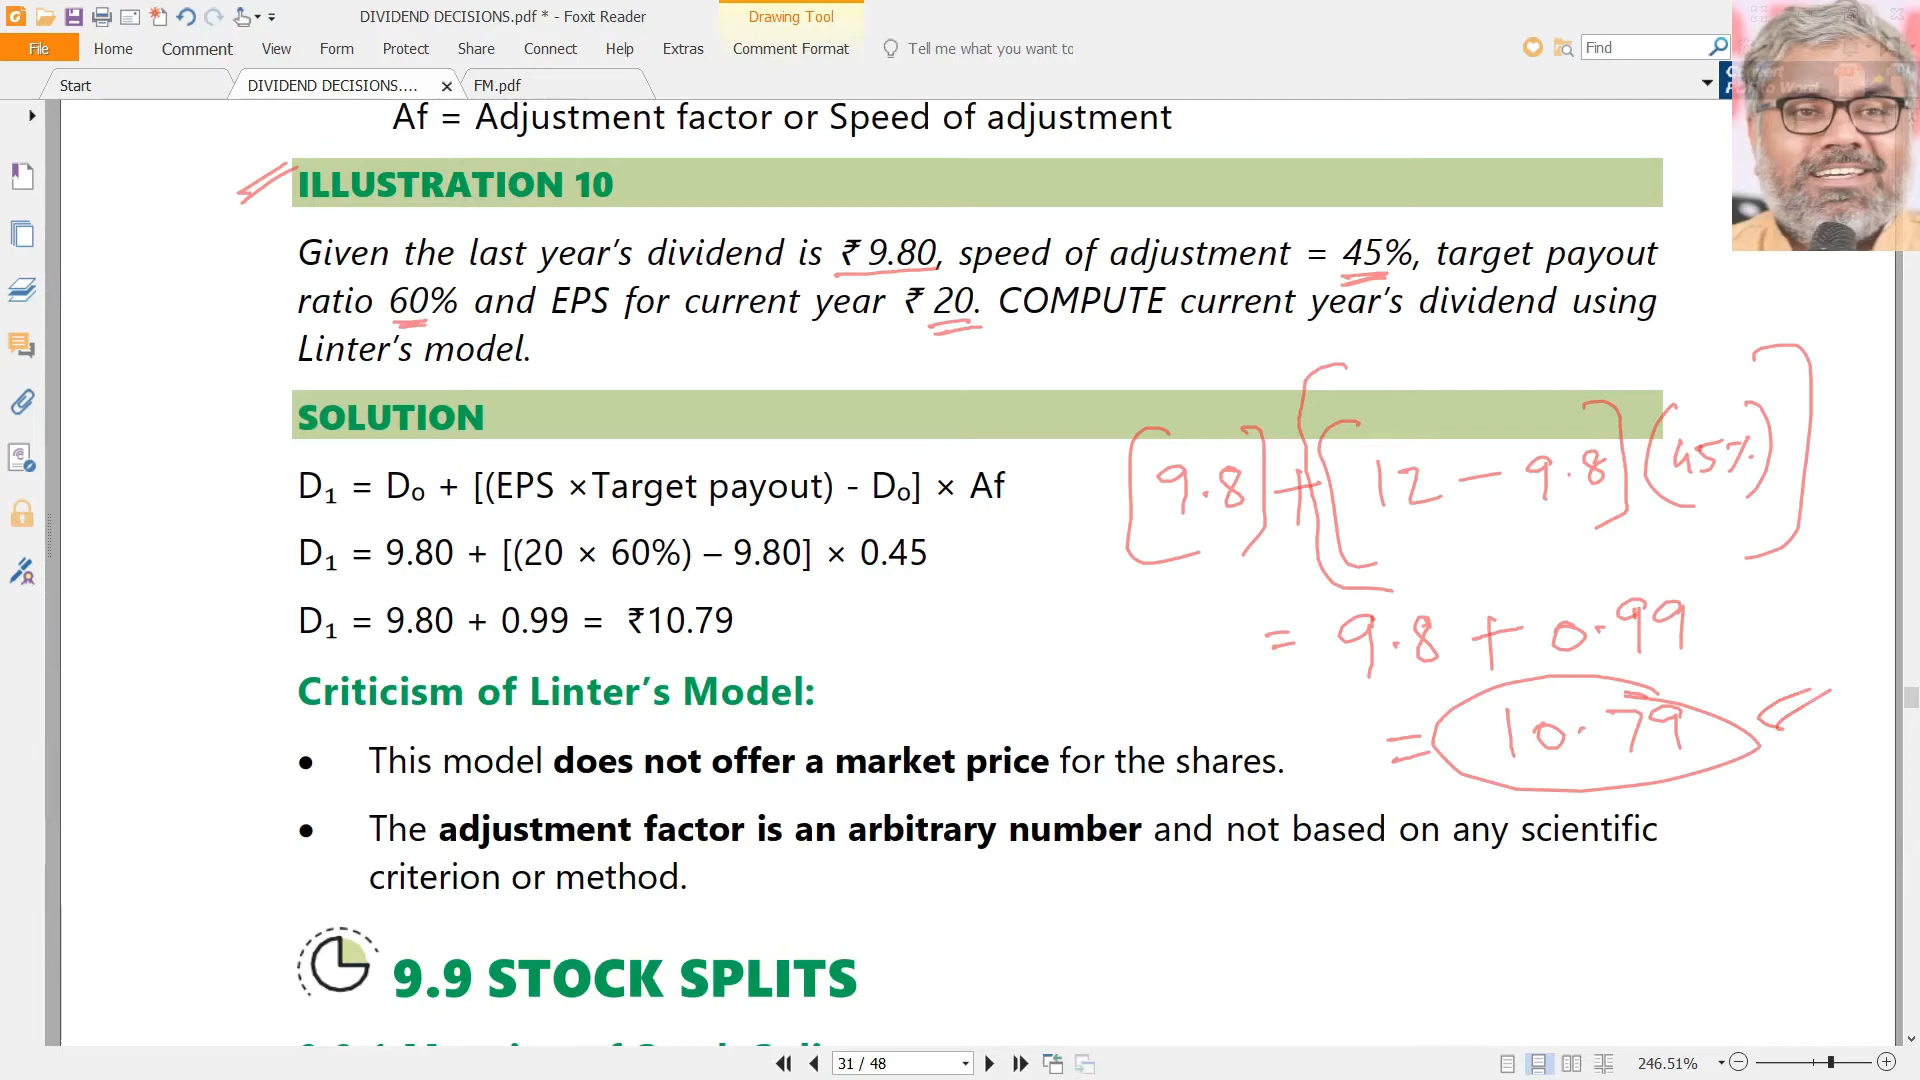 DIVIDEND DECISIONS.pdf * - Foxit Reader
Drawing Tool
File Home Comment View Form Protect Share Connect Help Extras Comment Format Tell me what you want to Find
Start DIVIDEND DECISIONS.... FM.pdf
Af = Adjustment factor or Speed of adjustment
ILLUSTRATION 10
Given the last year's dividend is ₹ 9.80, speed of adjustment = 45%, target payout
ratio 60% and EPS for current year ₹ 20. COMPUTE current year's dividend using
Linter's model.
SOLUTION
D₁ = D₀ + [(EPS ×Target payout) - D₀] × Af
[9.8] + [[12 - 9.8] (45%)]
D₁ = 9.80 + [(20 × 60%) – 9.80] × 0.45
D₁ = 9.80 + 0.99 = ₹10.79
= 9.8 + 0.99
= 10.79
Criticism of Linter's Model:
• This model does not offer a market price for the shares.
• The adjustment factor is an arbitrary number and not based on any scientific
criterion or method.
9.9 STOCK SPLITS
31 / 48
246.51%